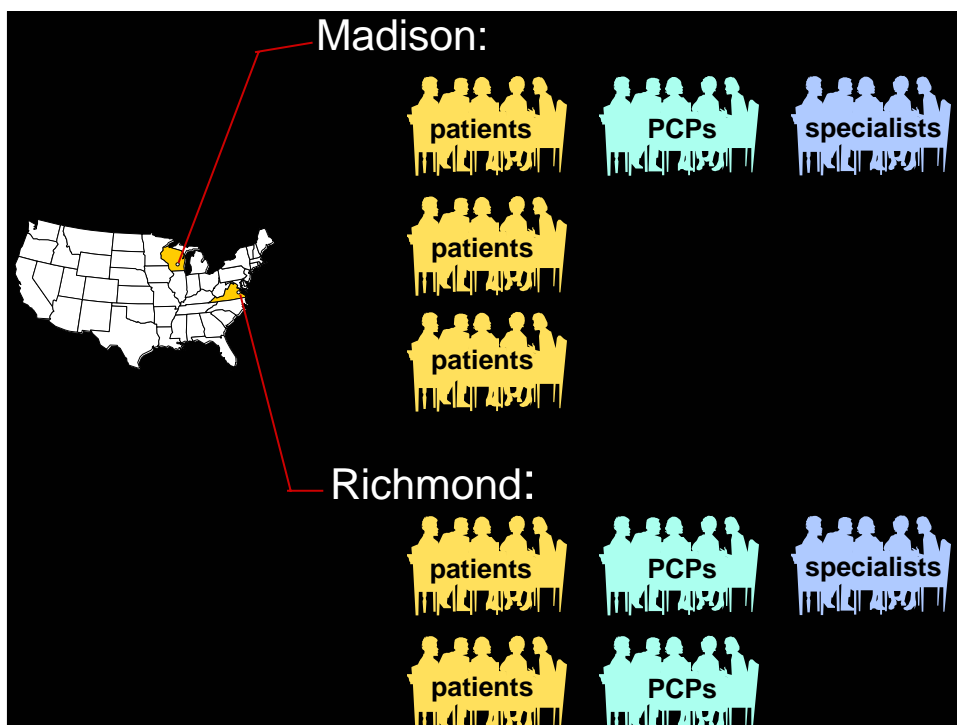 Madison:
patients PCPs specialists
patients
patients
Richmond:
patients PCPs specialists
patients PCPs